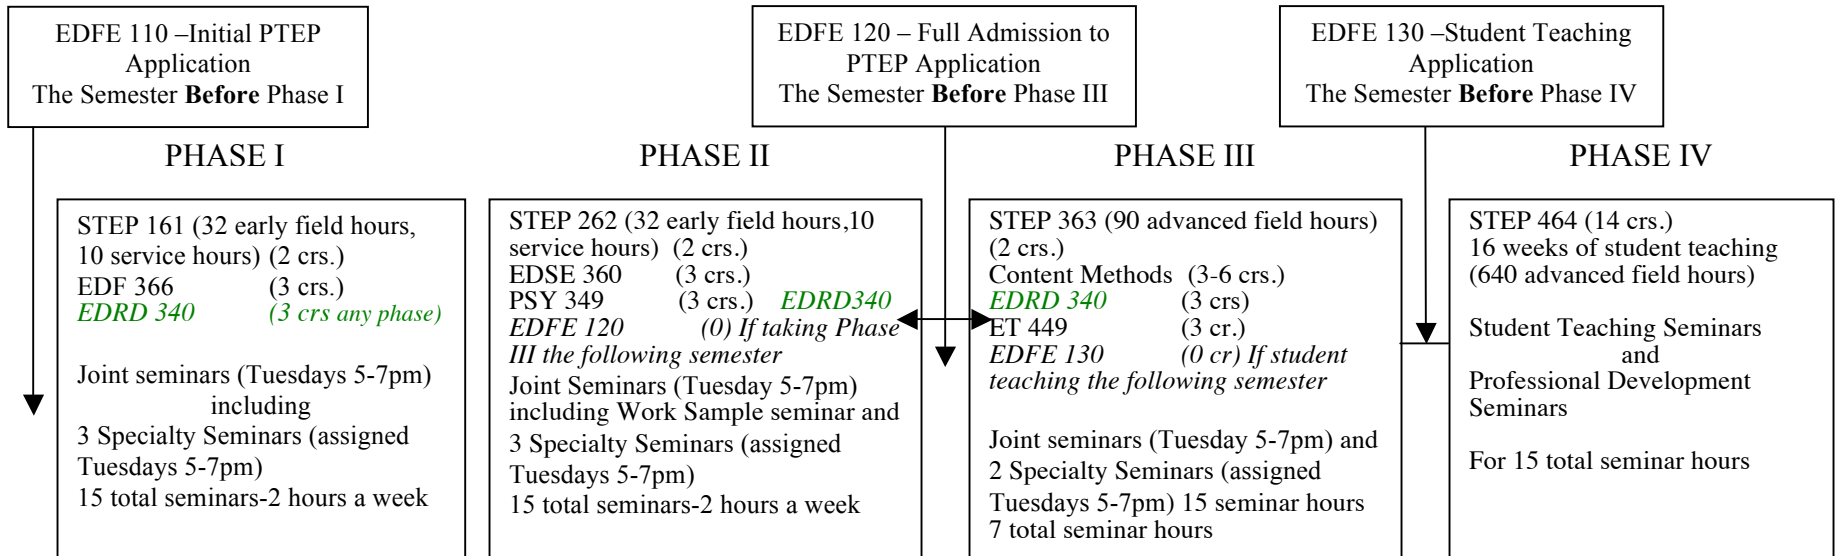 EDFE 110 –Initial PTEP
Application
The Semester Before Phase I
EDFE 120 – Full Admission to
PTEP Application
The Semester Before Phase III
EDFE 130 –Student Teaching
Application
The Semester Before Phase IV
PHASE I
STEP 161 (32 early field hours,
10 service hours) (2 crs.)
EDF 366 (3 crs.)
EDRD 340 (3 crs any phase)
Joint seminars (Tuesdays 5-7pm)
including
3 Specialty Seminars (assigned
Tuesdays 5-7pm)
15 total seminars-2 hours a week
PHASE II
STEP 262 (32 early field hours,10
service hours) (2 crs.)
EDSE 360 (3 crs.)
PSY 349 (3 crs.) EDRD340
EDFE 120 (0) If taking Phase
III the following semester
Joint Seminars (Tuesday 5-7pm)
including Work Sample seminar and
3 Specialty Seminars (assigned
Tuesdays 5-7pm)
15 total seminars-2 hours a week
PHASE III
STEP 363 (90 advanced field hours)
(2 crs.)
Content Methods (3-6 crs.)
EDRD 340 (3 crs)
ET 449 (3 cr.)
EDFE 130 (0 cr) If student
teaching the following semester
Joint seminars (Tuesday 5-7pm) and
2 Specialty Seminars (assigned
Tuesdays 5-7pm) 15 seminar hours
7 total seminar hours
PHASE IV
STEP 464 (14 crs.)
16 weeks of student teaching
(640 advanced field hours)
Student Teaching Seminars
and
Professional Development
Seminars
For 15 total seminar hours